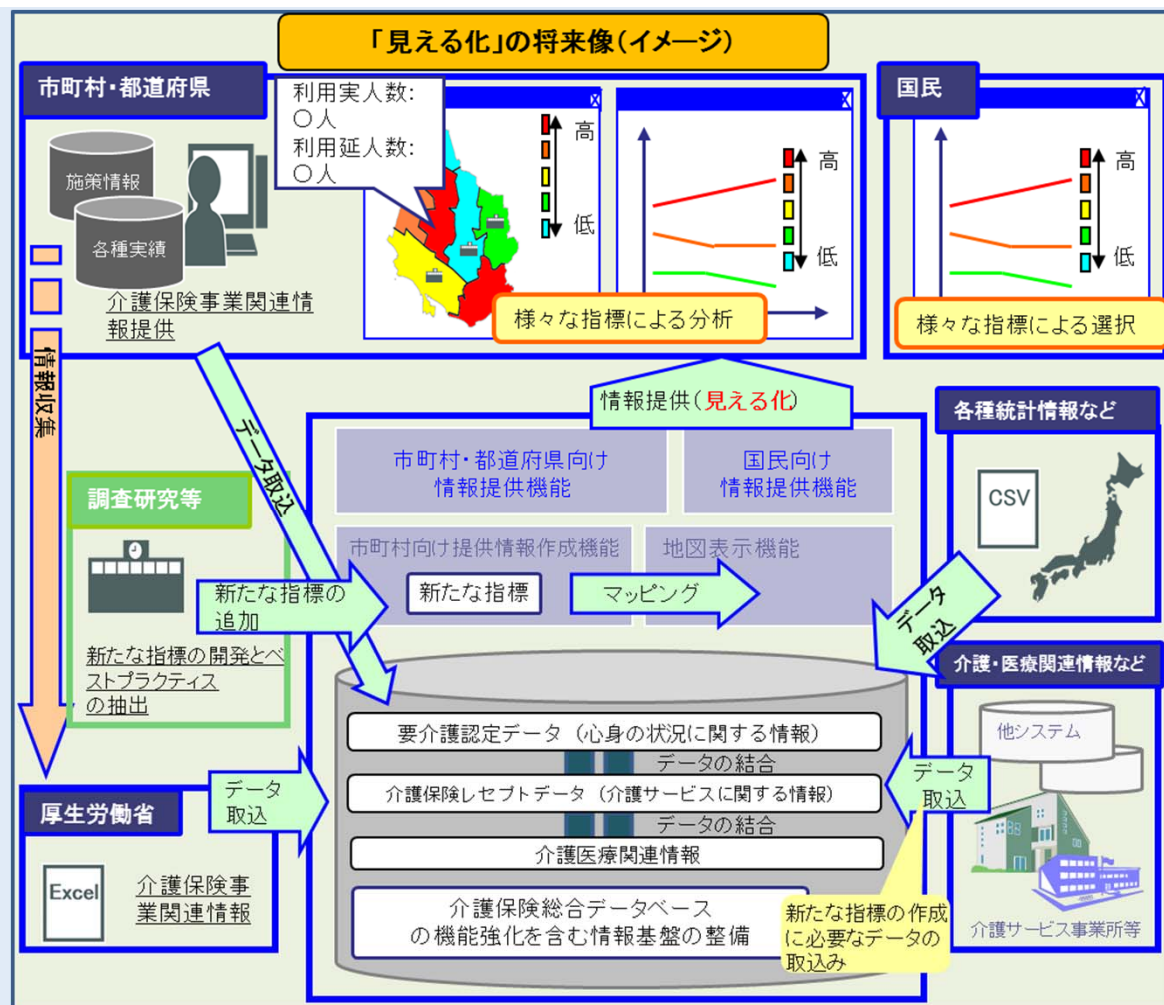 「見える化」の将来像(イメージ)
市町村・都道府県
施策情報
各種実績
介護保険事業関連情
報提供
利用実人数:
〇人
利用延人数:
〇人
高
低
高
低
様々な指標による分析
国民
高
低
様々な指標による選択
情報収集
データ取込
情報提供(見える化)
市町村・都道府県向け
情報提供機能
国民向け
情報提供機能
市町村向け提供情報作成機能
地図表示機能
新たな指標
マッピング
調査研究等
新たな指標の
追加
新たな指標の開発とベ
ストプラクティス
の抽出
各種統計情報など
CSV
データ
取込
厚生労働省
Excel
介護保険事
業関連情報
データ
取込
要介護認定データ(心身の状況に関する情報)
データの結合
介護保険レセプトデータ(介護サービスに関する情報)
データの結合
介護医療関連情報
介護保険総合データベース
の機能強化を含む情報基盤の整備
介護・医療関連情報など
他システム
データ
取込
新たな指標の作成
に必要なデータの
取込み
介護サービス事業所等